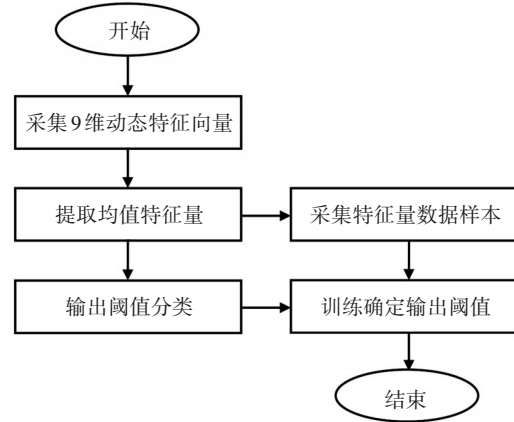 开始
采集9维动态特征向量
提取均值特征量
采集特征量数据样本
输出阈值分类
训练确定输出阈值
结束